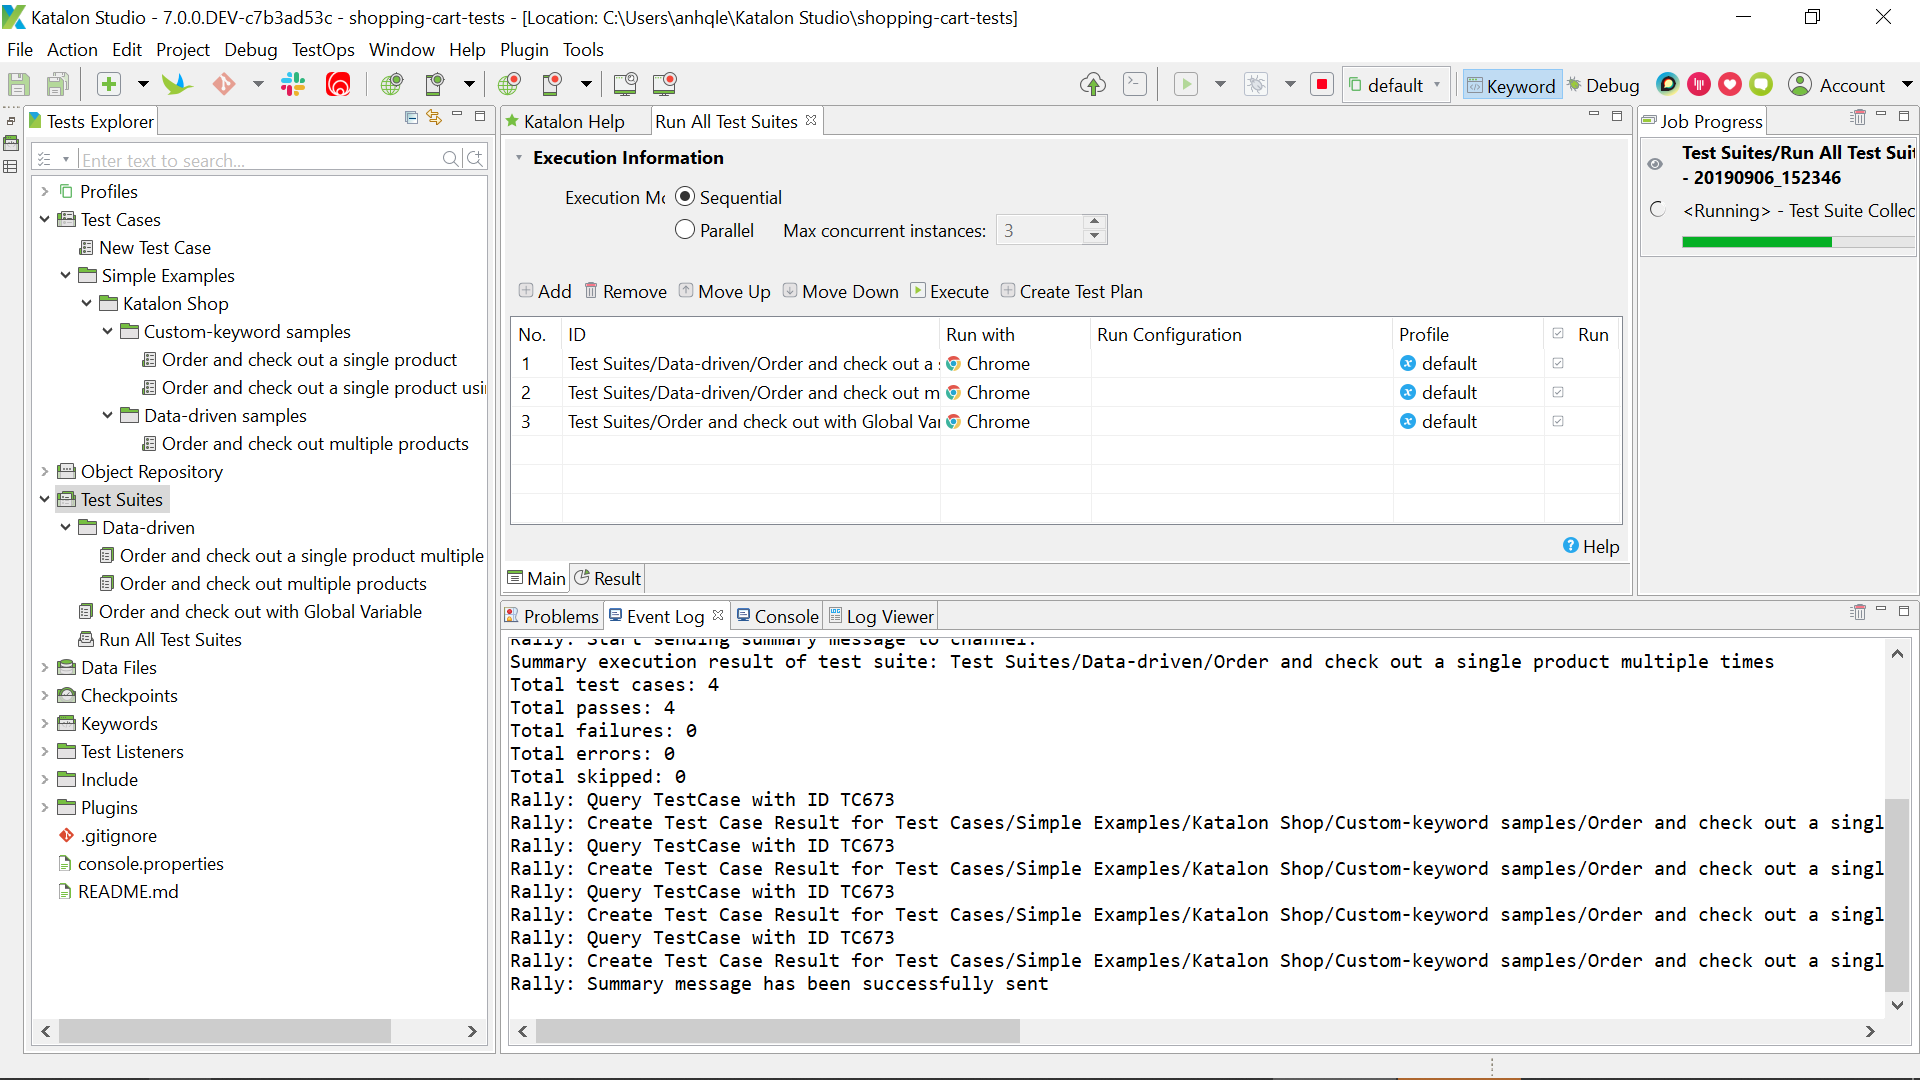 Katalon Studio - 7.0.0.DEV-c7b3ad53c - shopping-cart-tests - [Location: C:\Users\anhqle\Katalon Studio\shopping-cart-tests]
File Action Edit Project Debug TestOps Window Help Plugin Tools
default Keyword Debug Account
Tests Explorer
Enter text to search...
Profiles
Test Cases
New Test Case
Simple Examples
Katalon Shop
Custom-keyword samples
Order and check out a single product
Order and check out a single product usi
Data-driven samples
Order and check out multiple products
Object Repository
Test Suites
Data-driven
Order and check out a single product multiple
Order and check out multiple products
Order and check out with Global Variable
Run All Test Suites
Data Files
Checkpoints
Keywords
Test Listeners
Include
Plugins
.gitignore
console.properties
README.md
Katalon Help Run All Test Suites
Execution Information
Execution Mo Sequential
Parallel Max concurrent instances: 3
Add Remove Move Up Move Down Execute Create Test Plan
No. ID Run with Run Configuration Profile Run
1 Test Suites/Data-driven/Order and check out a s Chrome default
2 Test Suites/Data-driven/Order and check out m Chrome default
3 Test Suites/Order and check out with Global Var Chrome default
Help
Main Result
Job Progress
Test Suites/Run All Test Suit
- 20190906_152346
<Running> - Test Suite Collec
Problems Event Log Console Log Viewer
Rally: Start sending summary message to channel.
Summary execution result of test suite: Test Suites/Data-driven/Order and check out a single product multiple times
Total test cases: 4
Total passes: 4
Total failures: 0
Total errors: 0
Total skipped: 0
Rally: Query TestCase with ID TC673
Rally: Create Test Case Result for Test Cases/Simple Examples/Katalon Shop/Custom-keyword samples/Order and check out a singl
Rally: Query TestCase with ID TC673
Rally: Create Test Case Result for Test Cases/Simple Examples/Katalon Shop/Custom-keyword samples/Order and check out a singl
Rally: Query TestCase with ID TC673
Rally: Create Test Case Result for Test Cases/Simple Examples/Katalon Shop/Custom-keyword samples/Order and check out a singl
Rally: Query TestCase with ID TC673
Rally: Create Test Case Result for Test Cases/Simple Examples/Katalon Shop/Custom-keyword samples/Order and check out a singl
Rally: Summary message has been successfully sent